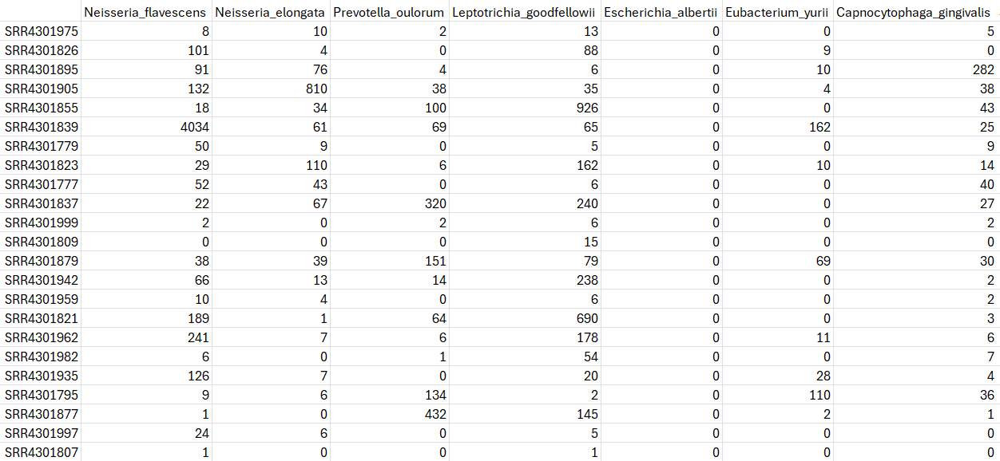 Neisseria_flavescens Neisseria_elongata Prevotella_oulorum Leptotrichia_goodfellowii Escherichia_albertii Eubacterium_yurii Capnocytophaga_gingivalis
SRR4301975 8 10 2 13 0 0 5
SRR4301826 101 4 0 88 0 9 0
SRR4301895 91 76 4 6 0 10 282
SRR4301905 132 810 38 35 0 4 38
SRR4301855 18 34 100 926 0 0 43
SRR4301839 4034 61 69 65 0 162 25
SRR4301779 50 9 0 5 0 0 9
SRR4301823 29 110 6 162 0 10 14
SRR4301777 52 43 0 6 0 0 40
SRR4301837 22 67 320 240 0 0 27
SRR4301999 2 0 2 6 0 0 2
SRR4301809 0 0 0 15 0 0 0
SRR4301879 38 39 151 79 0 69 30
SRR4301942 66 13 14 238 0 0 2
SRR4301959 10 4 0 6 0 0 2
SRR4301821 189 1 64 690 0 0 3
SRR4301962 241 7 6 178 0 11 6
SRR4301982 6 0 1 54 0 0 7
SRR4301935 126 7 0 20 0 28 4
SRR4301795 9 6 134 2 0 110 36
SRR4301877 1 0 432 145 0 2 1
SRR4301997 24 6 0 5 0 0 0
SRR4301807 1 0 0 1 0 0 0